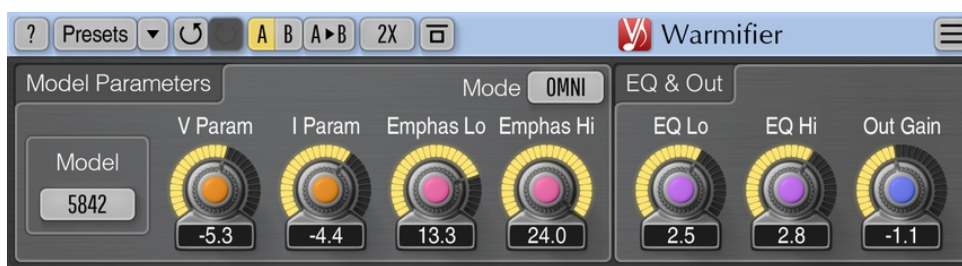 ? Presets A B A▸B 2X Warmifier
Model Parameters Mode OMNI EQ & Out
V Param I Param Emphas Lo Emphas Hi EQ Lo EQ Hi Out Gain
Model
5842
-5.3 -4.4 13.3 24.0 2.5 2.8 -1.1